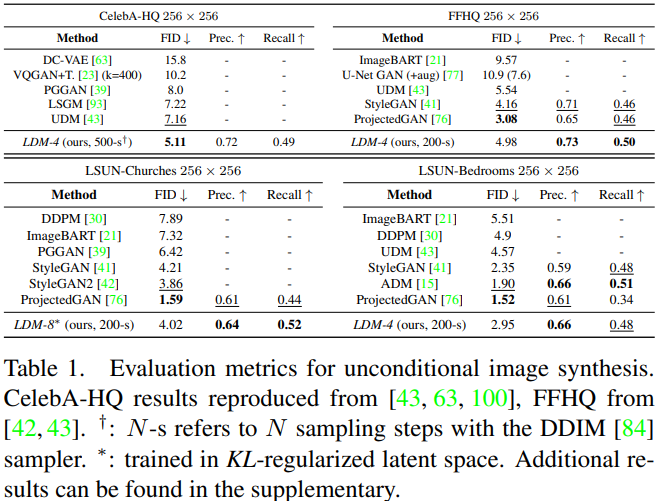 CelebA-HQ 256 × 256
Method FID ↓ Prec. ↑ Recall ↑
DC-VAE [63] 15.8 - -
VQGAN+T. [23] (k=400) 10.2 - -
PGGAN [39] 8.0 - -
LSGM [93] 7.22 - -
UDM [43] 7.16 - -
LDM-4 (ours, 500-s†) 5.11 0.72 0.49
FFHQ 256 × 256
Method FID ↓ Prec. ↑ Recall ↑
ImageBART [21] 9.57 - -
U-Net GAN (+aug) [77] 10.9 (7.6) - -
UDM [43] 5.54 - -
StyleGAN [41] 4.16 0.71 0.46
ProjectedGAN [76] 3.08 0.65 0.46
LDM-4 (ours, 200-s) 4.98 0.73 0.50
LSUN-Churches 256 × 256
Method FID ↓ Prec. ↑ Recall ↑
DDPM [30] 7.89 - -
ImageBART [21] 7.32 - -
PGGAN [39] 6.42 - -
StyleGAN [41] 4.21 - -
StyleGAN2 [42] 3.86 - -
ProjectedGAN [76] 1.59 0.61 0.44
LDM-8* (ours, 200-s) 4.02 0.64 0.52
LSUN-Bedrooms 256 × 256
Method FID ↓ Prec. ↑ Recall ↑
ImageBART [21] 5.51 - -
DDPM [30] 4.9 - -
UDM [43] 4.57 - -
StyleGAN [41] 2.35 0.59 0.48
ADM [15] 1.90 0.66 0.51
ProjectedGAN [76] 1.52 0.61 0.34
LDM-4 (ours, 200-s) 2.95 0.66 0.48
Table 1. Evaluation metrics for unconditional image synthesis.
CelebA-HQ results reproduced from [43, 63, 100], FFHQ from
[42, 43]. †: N-s refers to N sampling steps with the DDIM [84]
sampler. *: trained in KL-regularized latent space. Additional re-
sults can be found in the supplementary.